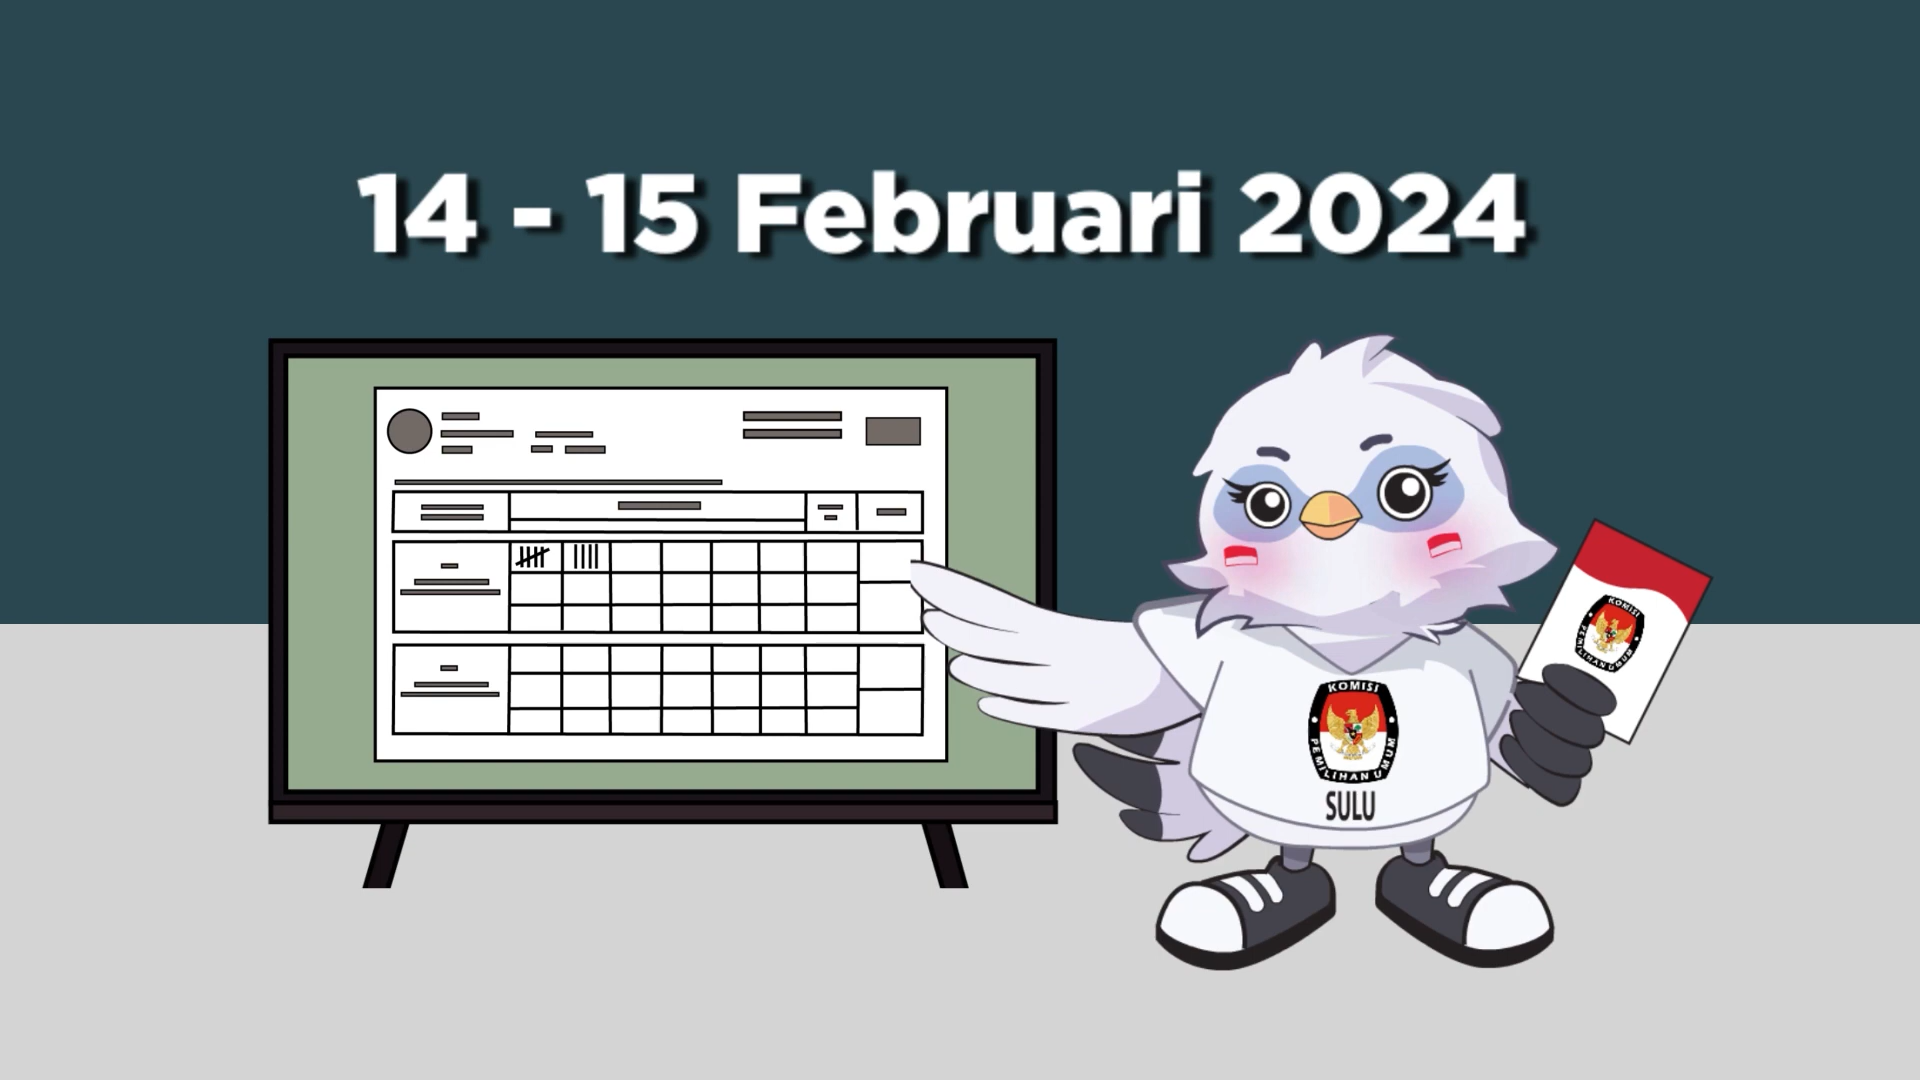 14 - 15 Februari 2024
KOMISI
PEMILIHAN UMUM
KOMISI
PEMILIHAN UMUM
SULU